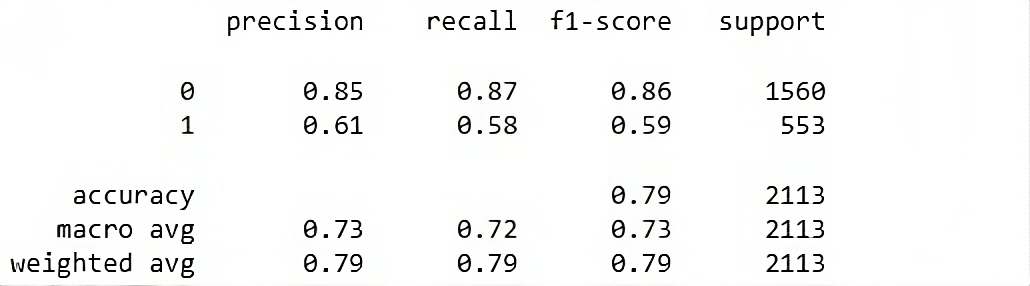 precision recall f1-score support
0 0.85 0.87 0.86 1560
1 0.61 0.58 0.59 553
accuracy 0.79 2113
macro avg 0.73 0.72 0.73 2113
weighted avg 0.79 0.79 0.79 2113